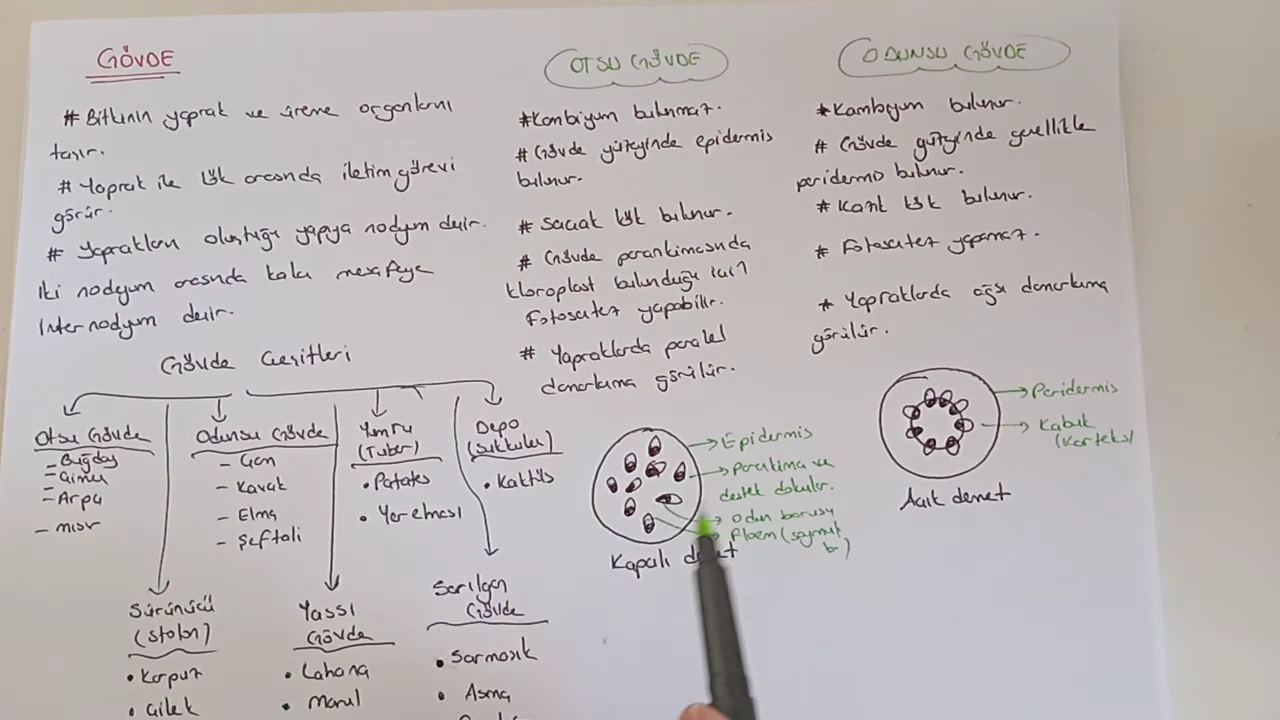 GÖVDE
# Bitkinin yaprak ve üreme organlarını
taşır.
# Yaprak ile kök arasında iletim görevi
görür.
# Yaprakların oluştuğu yapıya nodyum denir.
İki nodyum arasında kalan mesafeye
internodyum denir.
Gövde Çeşitleri
Otsu Gövde
- Buğday
- Çimen
- Arpa
- mısır
Odunsu Gövde
- Çam
- Kavak
- Elma
- Şeftali
Yumru
(Tuber)
• Patates
• Yer elması
Depo
(Sukkulent)
• Kaktüs
Sürünücü
(Stolon)
• Karpuz
• Çilek
Yassı
Gövde
• Lahana
• Marul
Sarılgan
Gövde
• Sarmaşık
• Asma
OTSU GÖVDE
* Kambiyum bulunmaz.
# Gövde yüzeyinde epidermis
bulunur.
# Saçak kök bulunur.
# Gövde parankimasında
kloroplast bulunduğu için
fotosentez yapabilir.
# Yapraklarda paralel
damarlanma görülür.
Epidermis
Parankima ve
destek dokular.
odun borusu
floem (soymuk
b.)
Kapalı demet
ODUNSU GÖVDE
* Kambiyum bulunur.
# Gövde yüzeyinde genellikle
peridermis bulunur.
# Kazık kök bulunur.
# Fotosentez yapamaz.
* Yapraklarda ağsı damarlanma
görülür.
Peridermis
Kabuk
(Korteks)
Açık demet